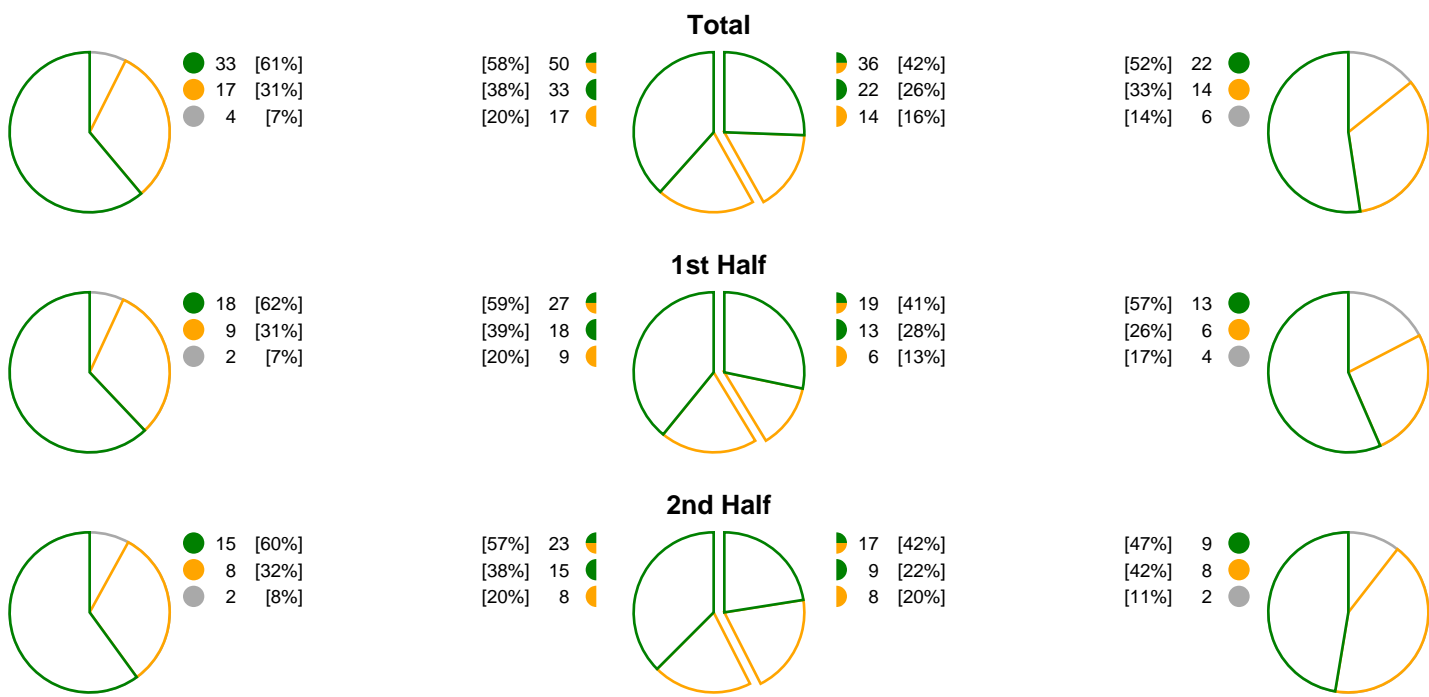 Total
33 [61%] [58%] 50 36 [42%] [52%] 22
17 [31%] [38%] 33 22 [26%] [33%] 14
4 [7%] [20%] 17 14 [16%] [14%] 6
1st Half
18 [62%] [59%] 27 19 [41%] [57%] 13
9 [31%] [39%] 18 13 [28%] [26%] 6
2 [7%] [20%] 9 6 [13%] [17%] 4
2nd Half
15 [60%] [57%] 23 17 [42%] [47%] 9
8 [32%] [38%] 15 9 [22%] [42%] 8
2 [8%] [20%] 8 8 [20%] [11%] 2